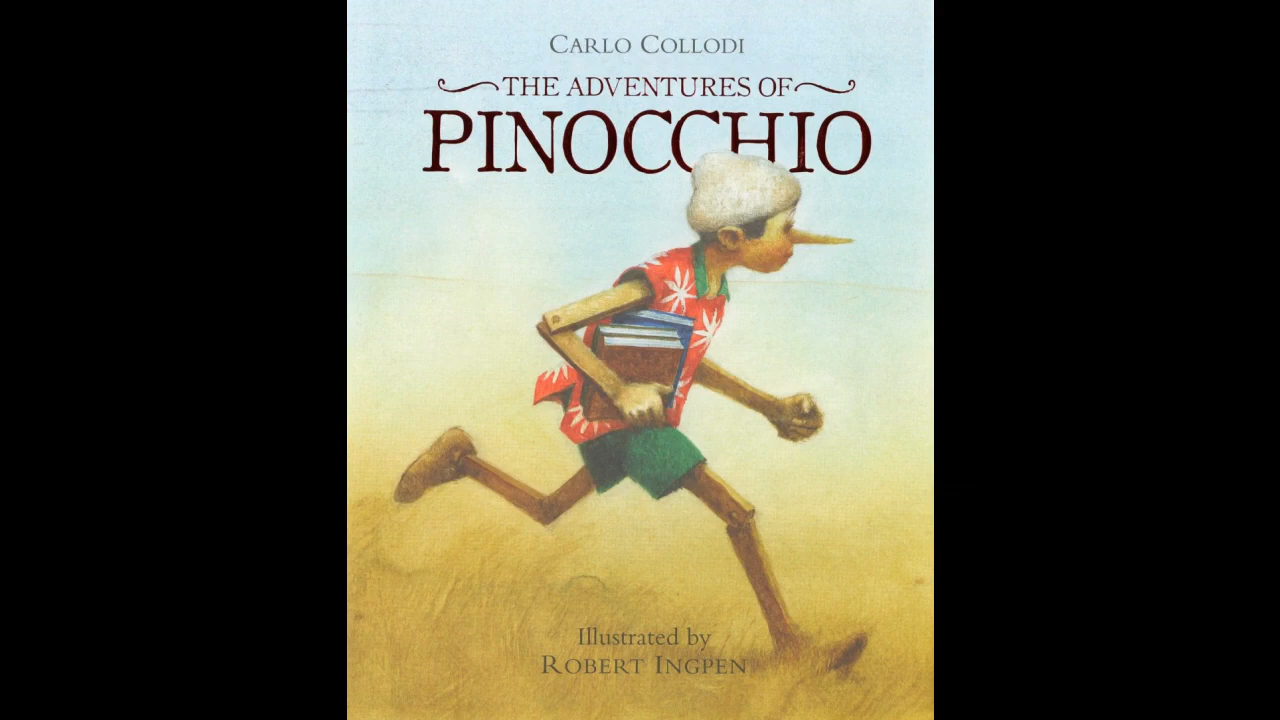 CARLO COLLODI
THE ADVENTURES OF
PINOCCHIO
Illustrated by
ROBERT INGPEN